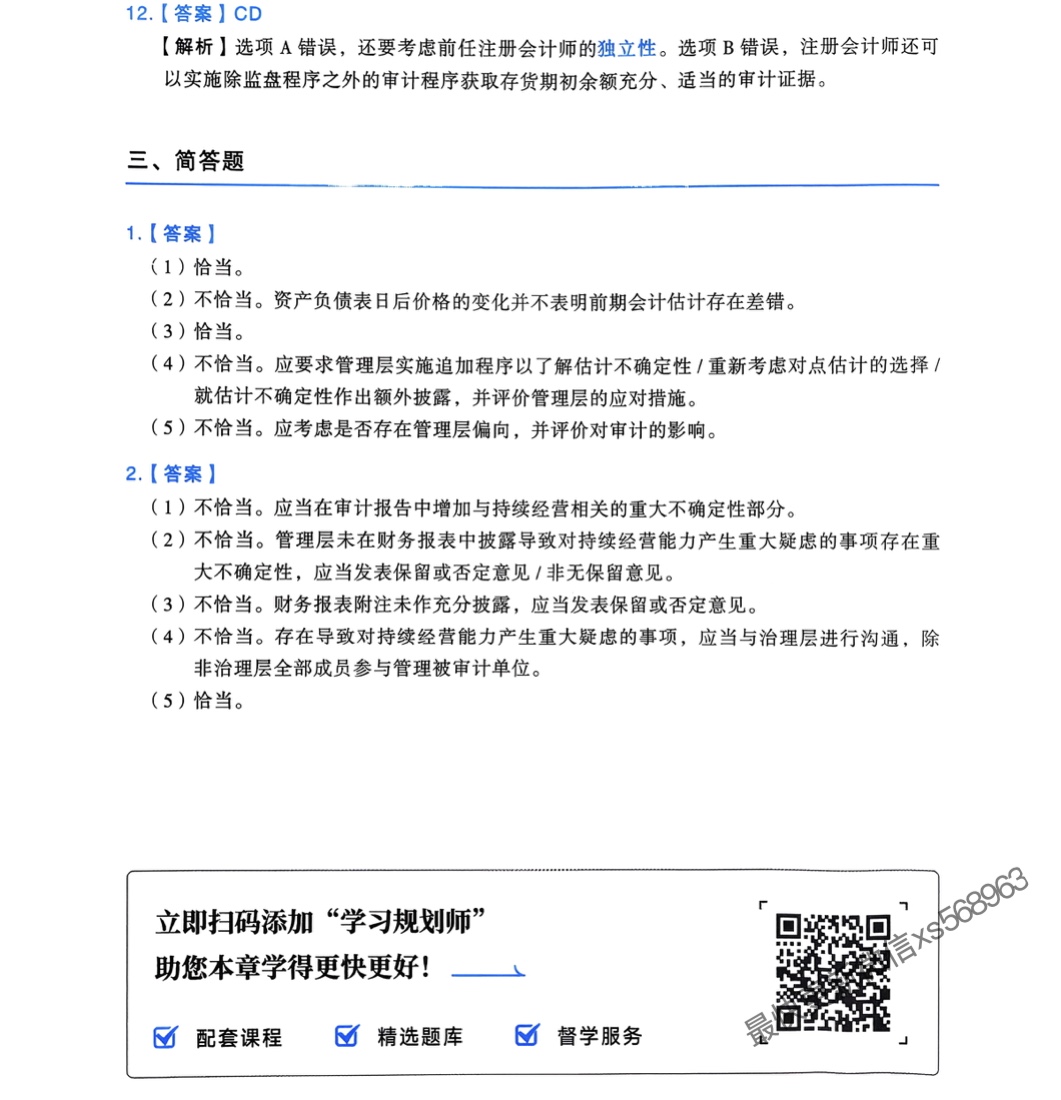 12.【答案】CD
【解析】选项 A 错误，还要考虑前任注册会计师的独立性。选项 B 错误，注册会计师还可
以实施除监盘程序之外的审计程序获取存货期初余额充分、适当的审计证据。
三、简答题
1.【答案】
（1）恰当。
（2）不恰当。资产负债表日后价格的变化并不表明前期会计估计存在差错。
（3）恰当。
（4）不恰当。应要求管理层实施追加程序以了解估计不确定性 / 重新考虑对点估计的选择 /
就估计不确定性作出额外披露，并评价管理层的应对措施。
（5）不恰当。应考虑是否存在管理层偏向，并评价对审计的影响。
2.【答案】
（1）不恰当。应当在审计报告中增加与持续经营相关的重大不确定性部分。
（2）不恰当。管理层未在财务报表中披露导致对持续经营能力产生重大疑虑的事项存在重
大不确定性，应当发表保留或否定意见 / 非无保留意见。
（3）不恰当。财务报表附注未作充分披露，应当发表保留或否定意见。
（4）不恰当。存在导致对持续经营能力产生重大疑虑的事项，应当与治理层进行沟通，除
非治理层全部成员参与管理被审计单位。
（5）恰当。
立即扫码添加“学习规划师”
助您本章学得更快更好！
配套课程 精选题库 督学服务
信xs568963